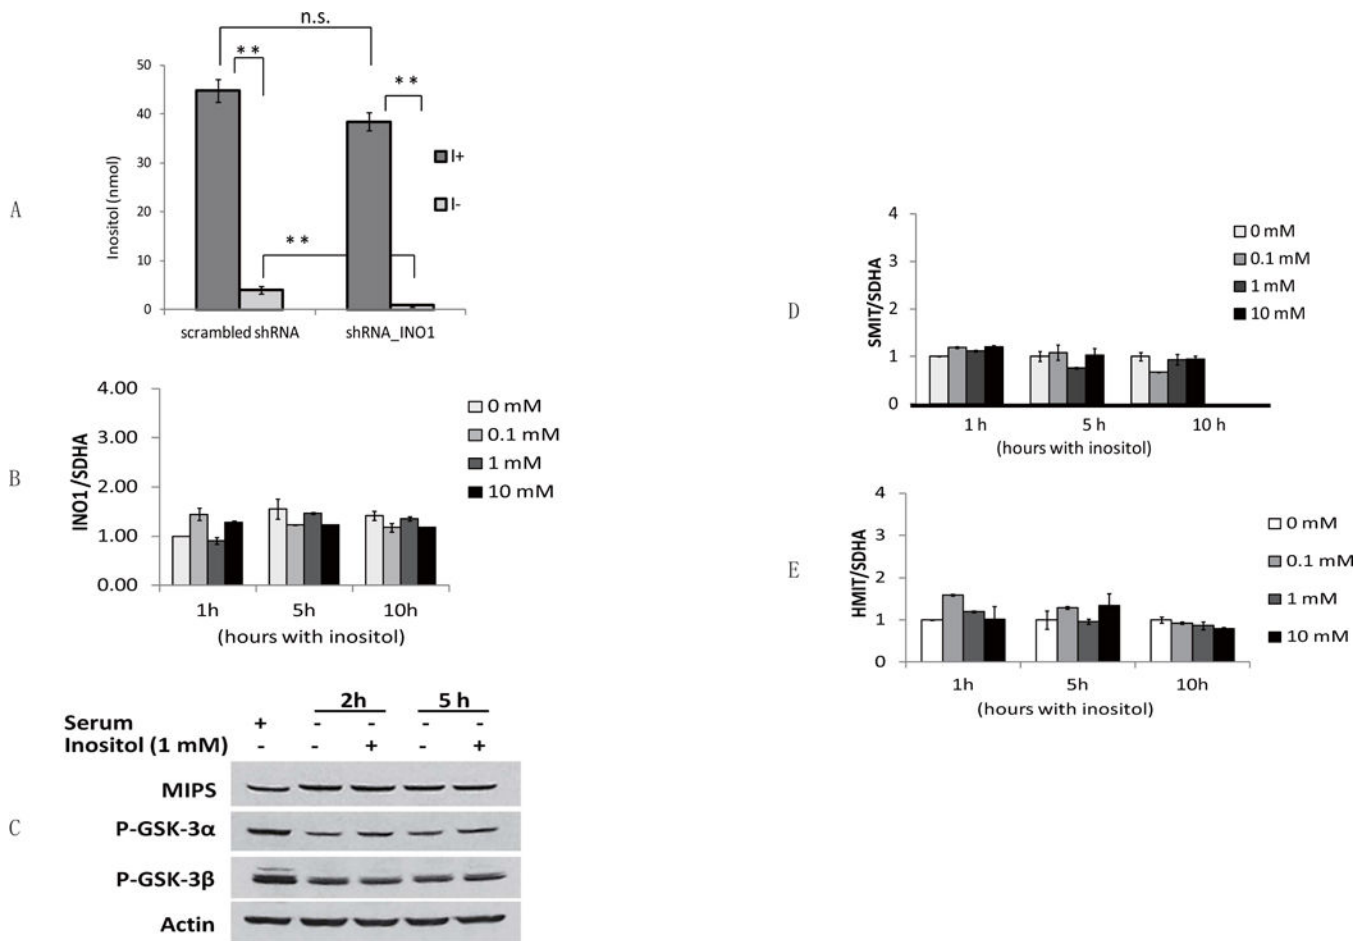 A
n.s.
* *
* *
* *
Inositol (nmol)
50
40
30
20
10
0
I+
I-
scrambled shRNA
shRNA_INO1
B
INO1/SDHA
4.00
3.00
2.00
1.00
0.00
0 mM
0.1 mM
1 mM
10 mM
1h 5h 10h
(hours with inositol)
C
2h 5 h
Serum + - - - -
Inositol (1 mM) - - + - +
MIPS
P-GSK-3α
P-GSK-3β
Actin
D
SMIT/SDHA
4
3
2
1
0
0 mM
0.1 mM
1 mM
10 mM
1 h 5 h 10 h
(hours with inositol)
E
HMIT/SDHA
4
3
2
1
0
0 mM
0.1 mM
1 mM
10 mM
1h 5h 10h
(hours with inositol)